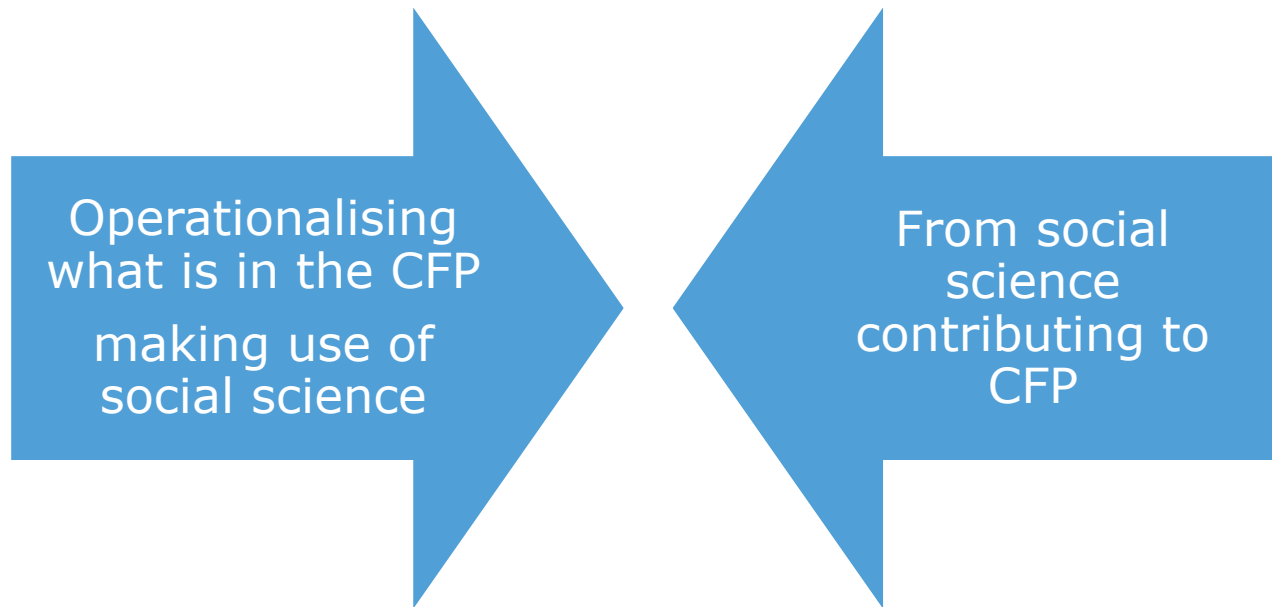 Operationalising
what is in the CFP
making use of
social science
From social
science
contributing to
CFP